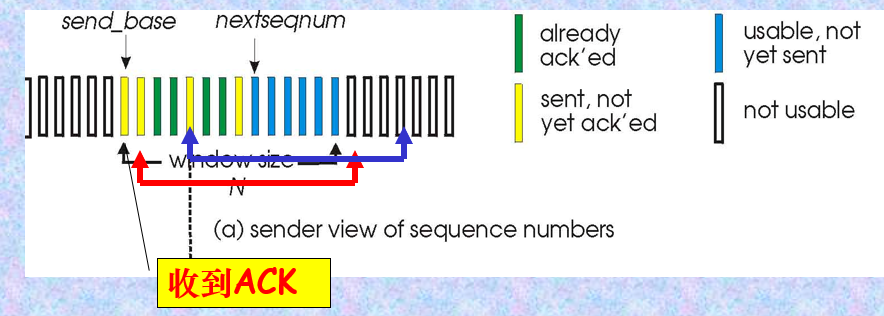 send_base nextseqnum
already
ack'ed
usable, not
yet sent
sent, not
yet ack'ed
not usable
window size
N
(a) sender view of sequence numbers
收到ACK